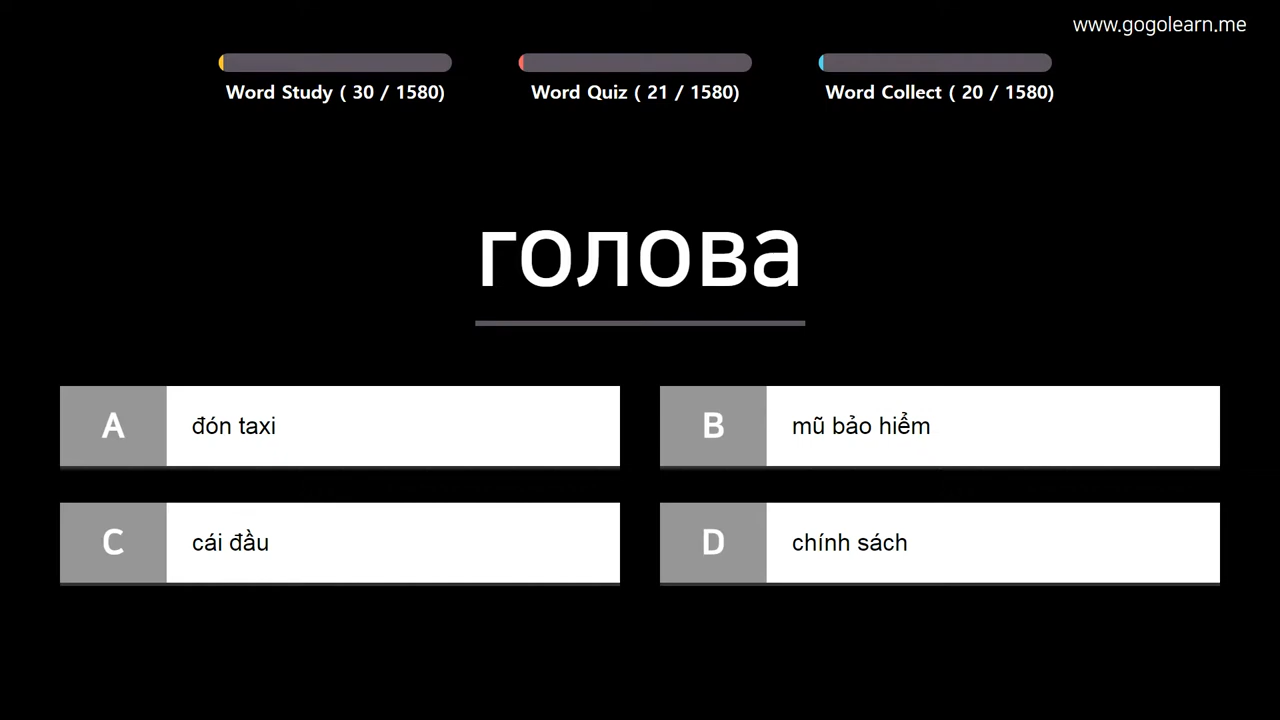 www.gogolearn.me
Word Study ( 30 / 1580)
Word Quiz ( 21 / 1580)
Word Collect ( 20 / 1580)
голова
A đón taxi
B mũ bảo hiểm
C cái đầu
D chính sách